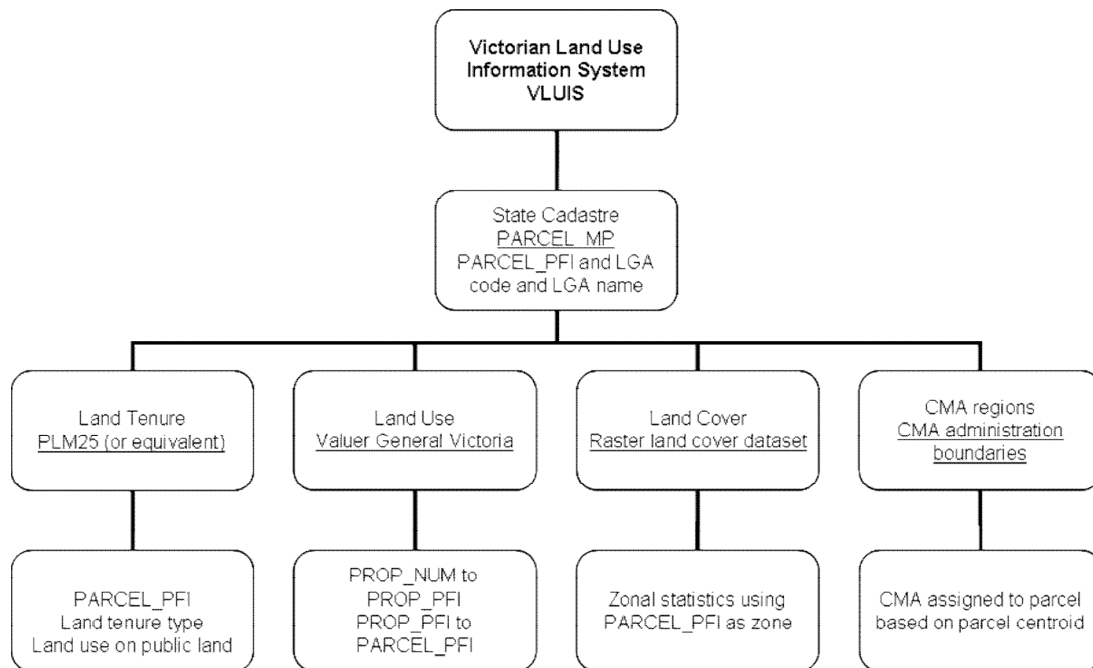 Victorian Land Use
Information System
VLUIS
State Cadastre
PARCEL_MP
PARCEL_PFI and LGA
code and LGA name
Land Tenure
PLM25 (or equivalent)
Land Use
Valuer General Victoria
Land Cover
Raster land cover dataset
CMA regions
CMA administration
boundaries
PARCEL_PFI
Land tenure type
Land use on public land
PROP_NUM to
PROP_PFI
PROP_PFI to
PARCEL_PFI
Zonal statistics using
PARCEL_PFI as zone
CMA assigned to parcel
based on parcel centroid